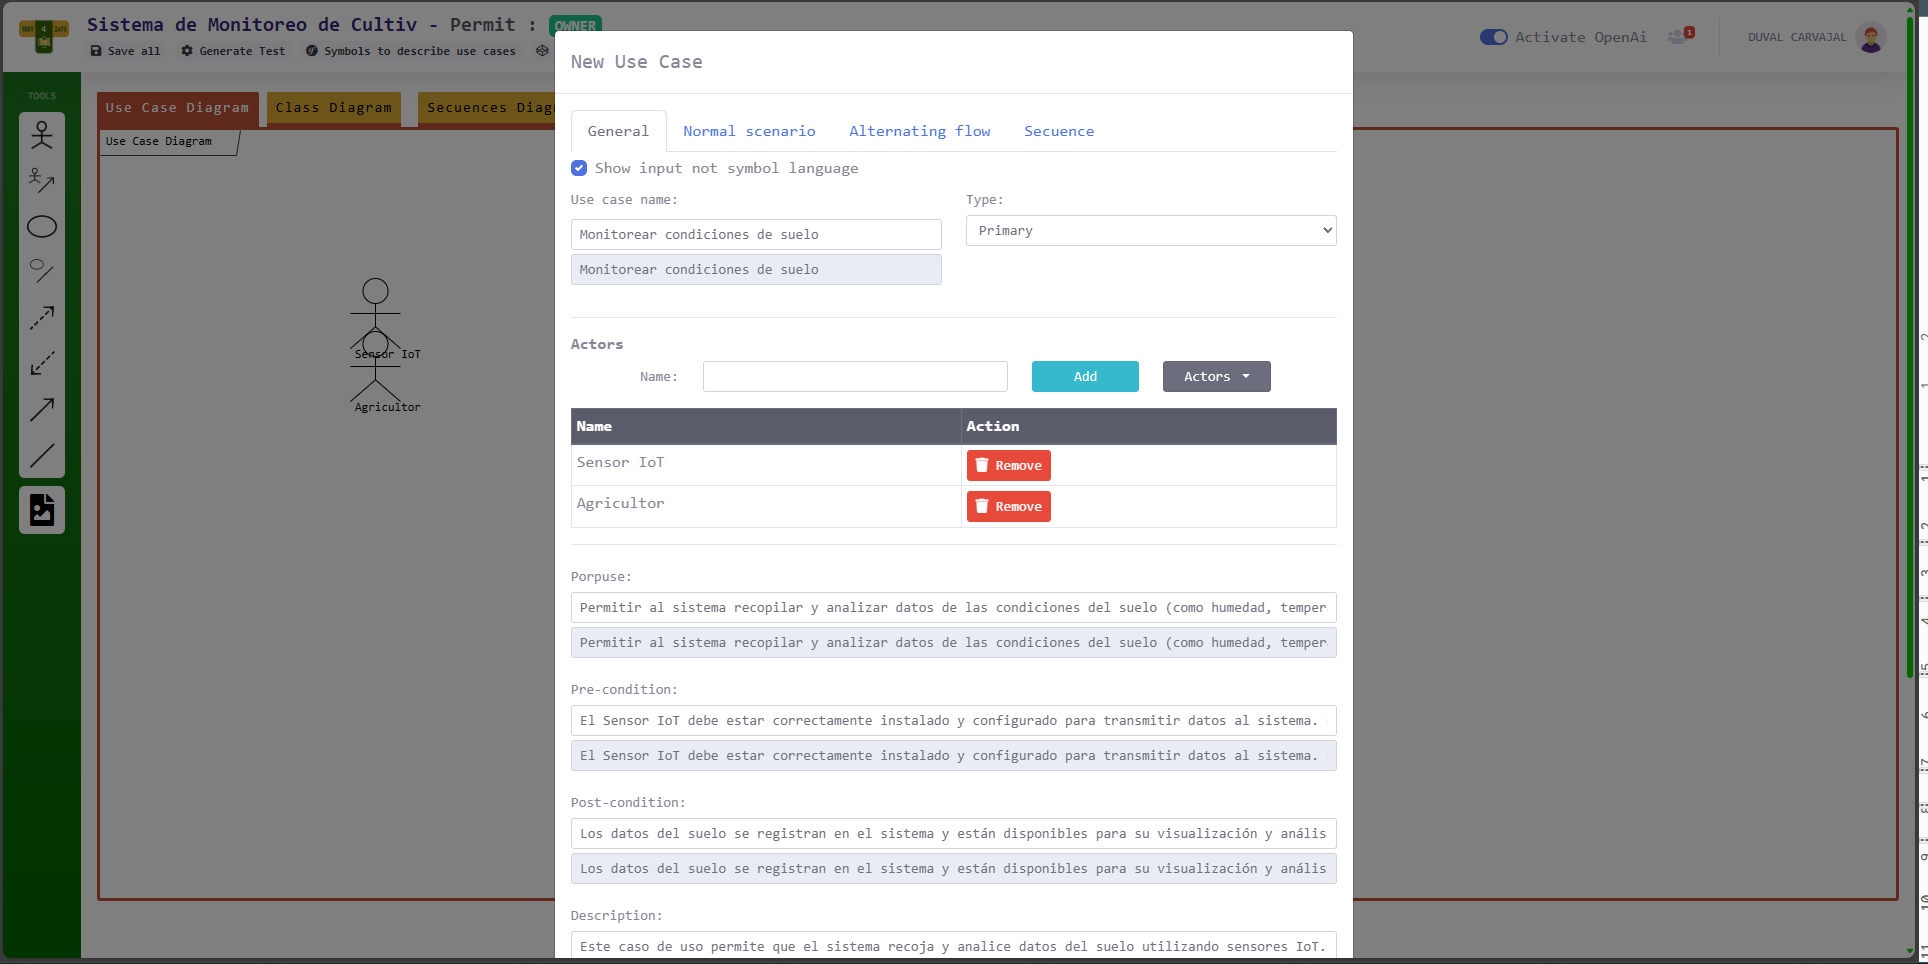 Sistema de Monitoreo de Cultiv - Permit : OWNER
Save all
Generate Test
Symbols to describe use cases
Activate OpenAi
1
DUVAL CARVAJAL
TOOLS
Use Case Diagram
Class Diagram
Secuences Diag
Use Case Diagram
Sensor IoT
Agricultor
New Use Case
General
Normal scenario
Alternating flow
Secuence
Show input not symbol language
Use case name:
Type:
Monitorear condiciones de suelo
Primary
Monitorear condiciones de suelo
Actors
Name:
Add
Actors
Name
Action
Sensor IoT
Remove
Agricultor
Remove
Porpuse:
Permitir al sistema recopilar y analizar datos de las condiciones del suelo (como humedad, temper
Permitir al sistema recopilar y analizar datos de las condiciones del suelo (como humedad, temper
Pre-condition:
El Sensor IoT debe estar correctamente instalado y configurado para transmitir datos al sistema.
El Sensor IoT debe estar correctamente instalado y configurado para transmitir datos al sistema.
Post-condition:
Los datos del suelo se registran en el sistema y están disponibles para su visualización y anális
Los datos del suelo se registran en el sistema y están disponibles para su visualización y anális
Description:
Este caso de uso permite que el sistema recoja y analice datos del suelo utilizando sensores IoT.